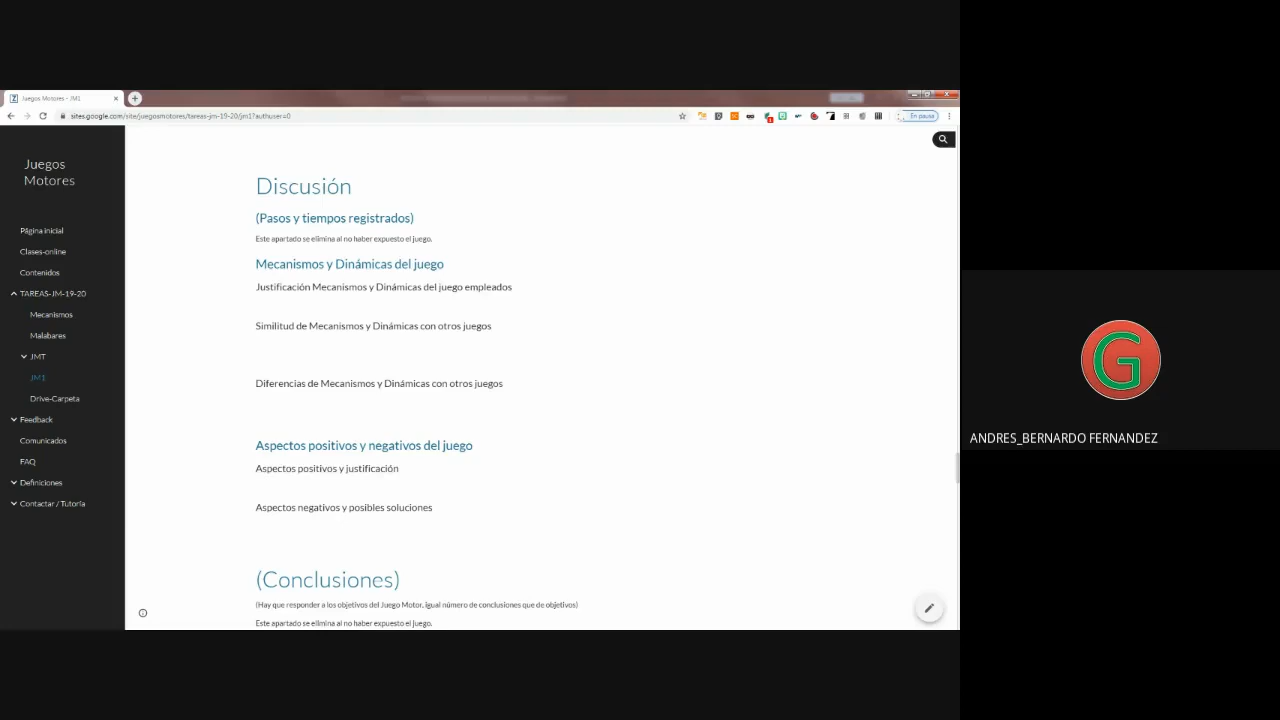 Juegos Motores - JM1
sites.google.com/site/juegosmotores/tareas-jm-19-20/jm1?authuser=0
En pausa
Juegos
Motores
Página inicial
Clases-online
Contenidos
TAREAS-JM-19-20
Mecanismos
Malabares
JMT
JM1
Drive-Carpeta
Feedback
Comunicados
FAQ
Definiciones
Contactar / Tutoría
Discusión
(Pasos y tiempos registrados)
Este apartado se elimina al no haber expuesto el juego.
Mecanismos y Dinámicas del juego
Justificación Mecanismos y Dinámicas del juego empleados
Similitud de Mecanismos y Dinámicas con otros juegos
Diferencias de Mecanismos y Dinámicas con otros juegos
Aspectos positivos y negativos del juego
Aspectos positivos y justificación
Aspectos negativos y posibles soluciones
(Conclusiones)
(Hay que responder a los objetivos del Juego Motor, igual número de conclusiones que de objetivos)
Este apartado se elimina al no haber expuesto el juego.
G
ANDRES_BERNARDO FERNANDEZ